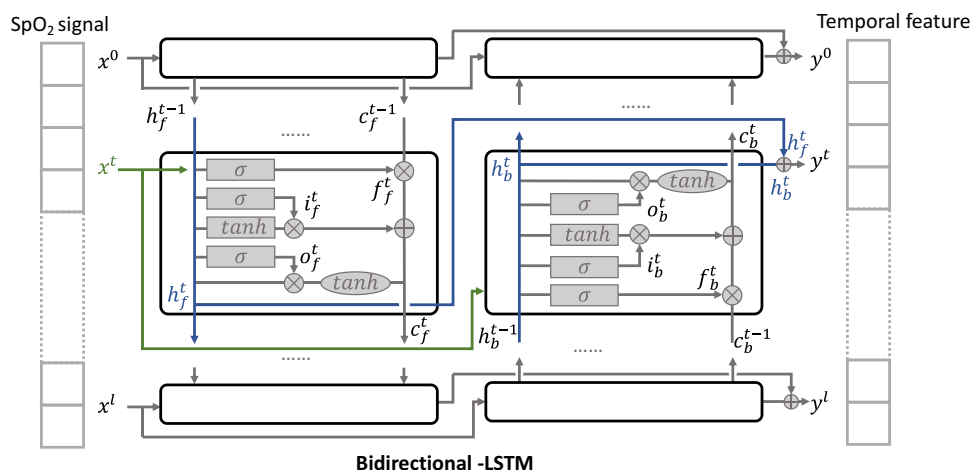 SpO₂ signal
Temporal feature
x⁰
y⁰
h_f^{t-1}
c_f^{t-1}
......
......
c_b^t
h_f^t
x^t
σ
f_f^t
h_b^t
y^t
tanh
h_b^t
σ
i_f^t
σ
o_b^t
tanh
tanh
σ
o_f^t
σ
i_b^t
f_b^t
h_f^t
tanh
σ
c_f^t
h_b^{t-1}
c_b^{t-1}
......
......
x^l
y^l
Bidirectional -LSTM